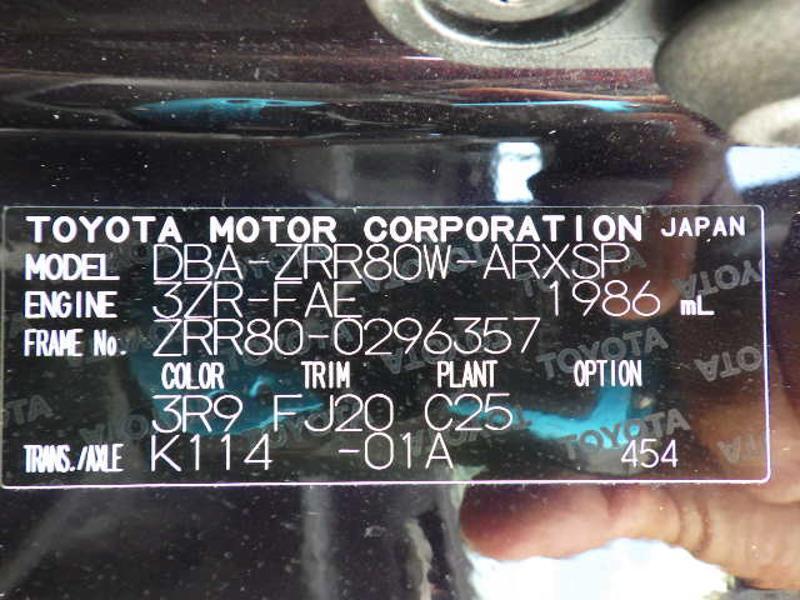 TOYOTA MOTOR CORPORATION JAPAN
MODEL DBA-ZRR80W-ARXSP
ENGINE 3ZR-FAE 1986 mL
FRAME No. ZRR80-0296357
COLOR TRIM PLANT OPTION
3R9 FJ20 C25
TRANS./AXLE K114 -01A 454